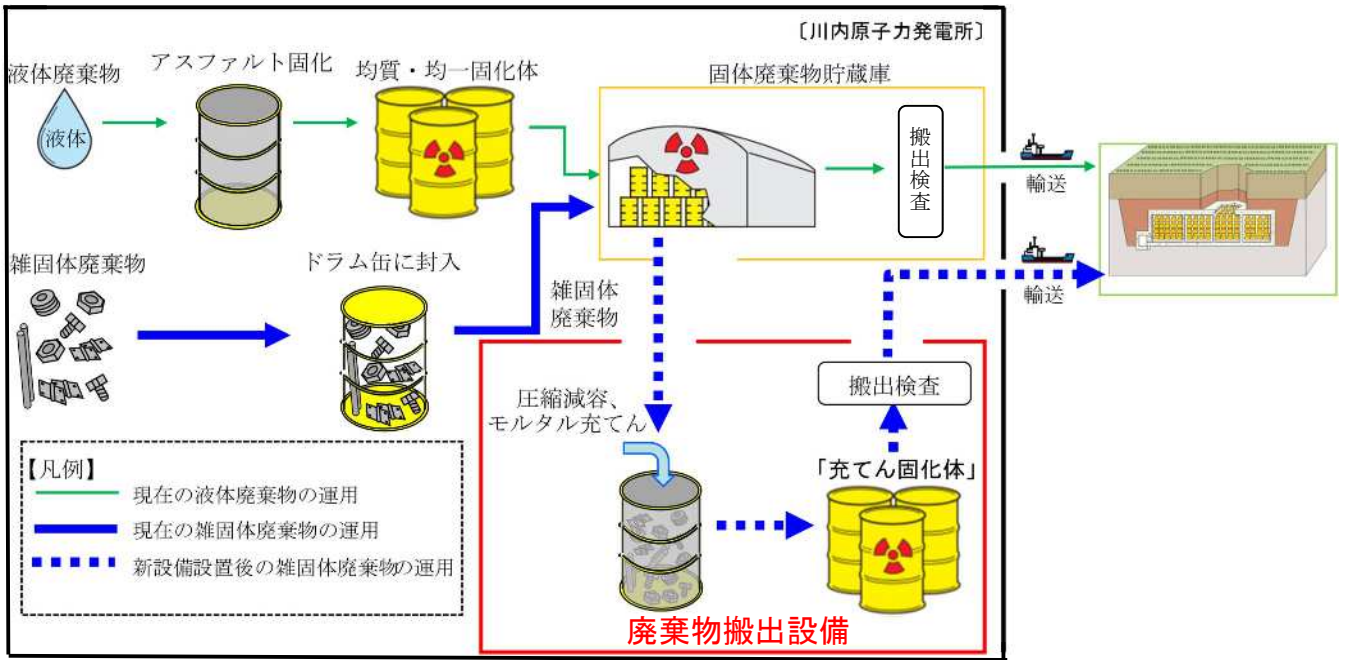 〔川内原子力発電所〕
液体廃棄物
アスファルト固化
均質・均一固化体
固体廃棄物貯蔵庫
液体
搬出検査
輸送
雑固体廃棄物
ドラム缶に封入
雑固体
廃棄物
輸送
圧縮減容、
モルタル充てん
搬出検査
「充てん固化体」
【凡例】
現在の液体廃棄物の運用
現在の雑固体廃棄物の運用
新設備設置後の雑固体廃棄物の運用
廃棄物搬出設備